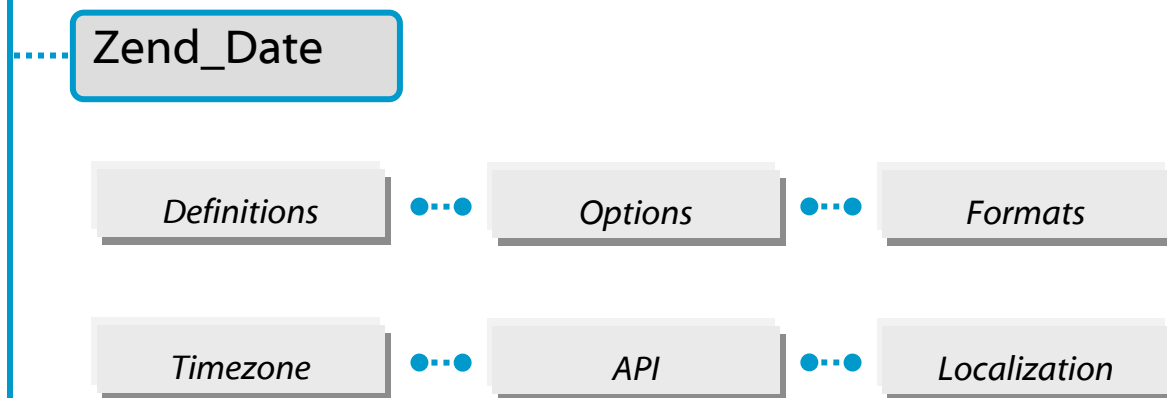 Zend_Date
Definitions
Options
Formats
Timezone
API
Localization